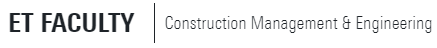 ET FACULTY | Construction Management & Engineering